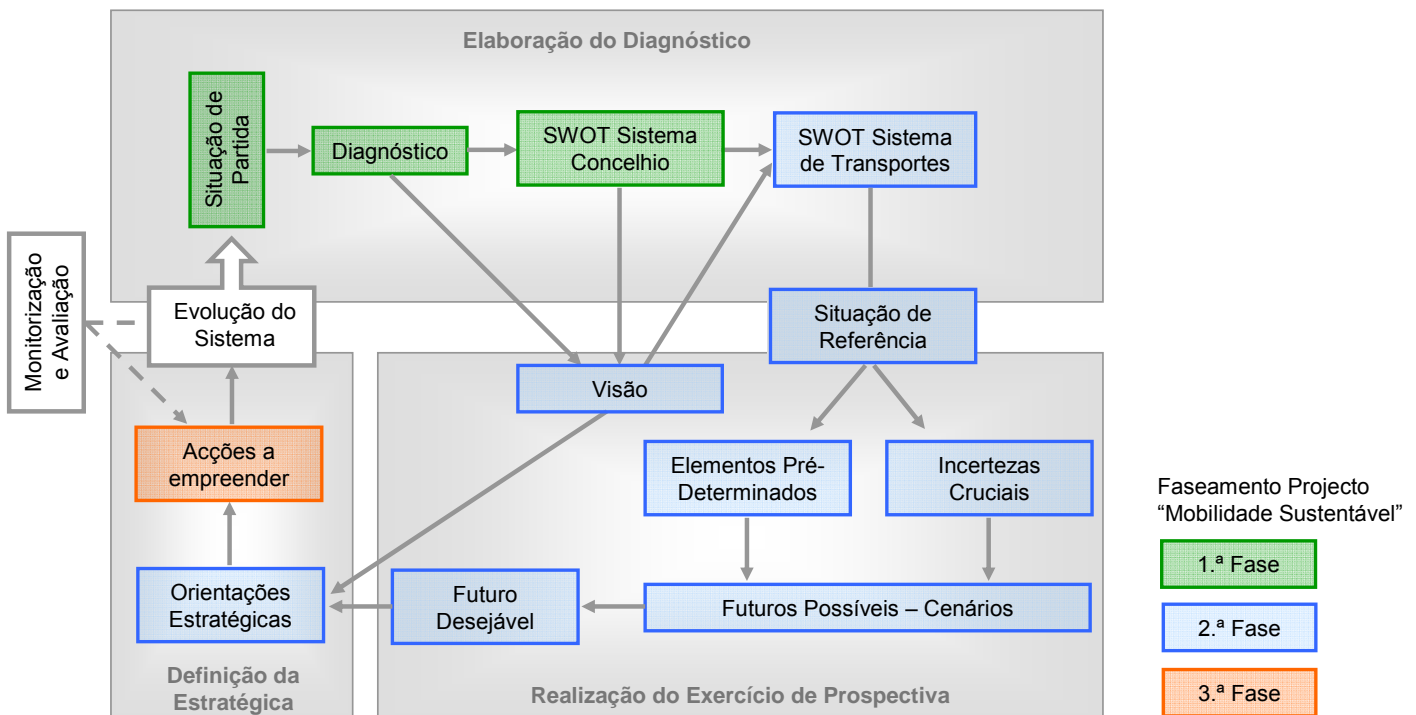 Elaboração do Diagnóstico
Situação de
Partida
Diagnóstico
SWOT Sistema
Concelhio
SWOT Sistema
de Transportes
Monitorização
e Avaliação
Evolução do
Sistema
Situação de
Referência
Visão
Acções a
empreender
Elementos Pré-
Determinados
Incertezas
Cruciais
Orientações
Estratégicas
Futuro
Desejável
Futuros Possíveis – Cenários
Definição da
Estratégica
Realização do Exercício de Prospectiva
Faseamento Projecto
“Mobilidade Sustentável”
1.ª Fase
2.ª Fase
3.ª Fase